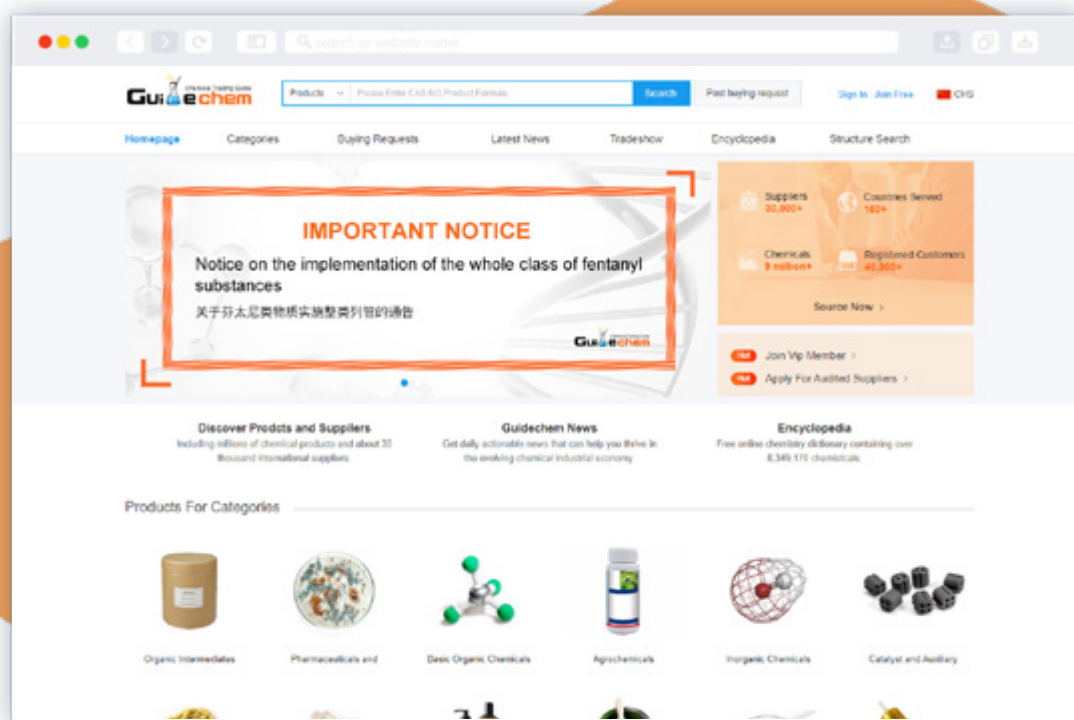 search or website name
Guidechem
Chemical Trading Guide
Products
Please Enter CAS NO,Product,Formula
Search
Post buying request
Sign In
Join Free
CHS
Homepage
Categories
Buying Requests
Latest News
Tradeshow
Encyclopedia
Structure Search
IMPORTANT NOTICE
Notice on the implementation of the whole class of fentanyl
substances
关于芬太尼类物质实施整类列管的通告
Guidechem
Suppliers
30,000+
Countries Served
160+
Chemicals
9 million+
Registered Customers
40,000+
Source Now >
Hot Join Vip Member >
Hot Apply For Audited Suppliers >
Discover Prodcts and Suppilers
Including millions of chemical products and about 30
thousand international suppliers.
Guidechem News
Get daily actionable news that can help you thrive in
the evolving chemical industrial economy
Encyclopedia
Free online chemistry dictionary containing over
8,349,170 chemistcals.
Products For Categories
Organic Intermediates
Pharmaceuticals and
Basic Organic Chemicals
Agrochemicals
Inorganic Chemicals
Catalyst and Auxiliary